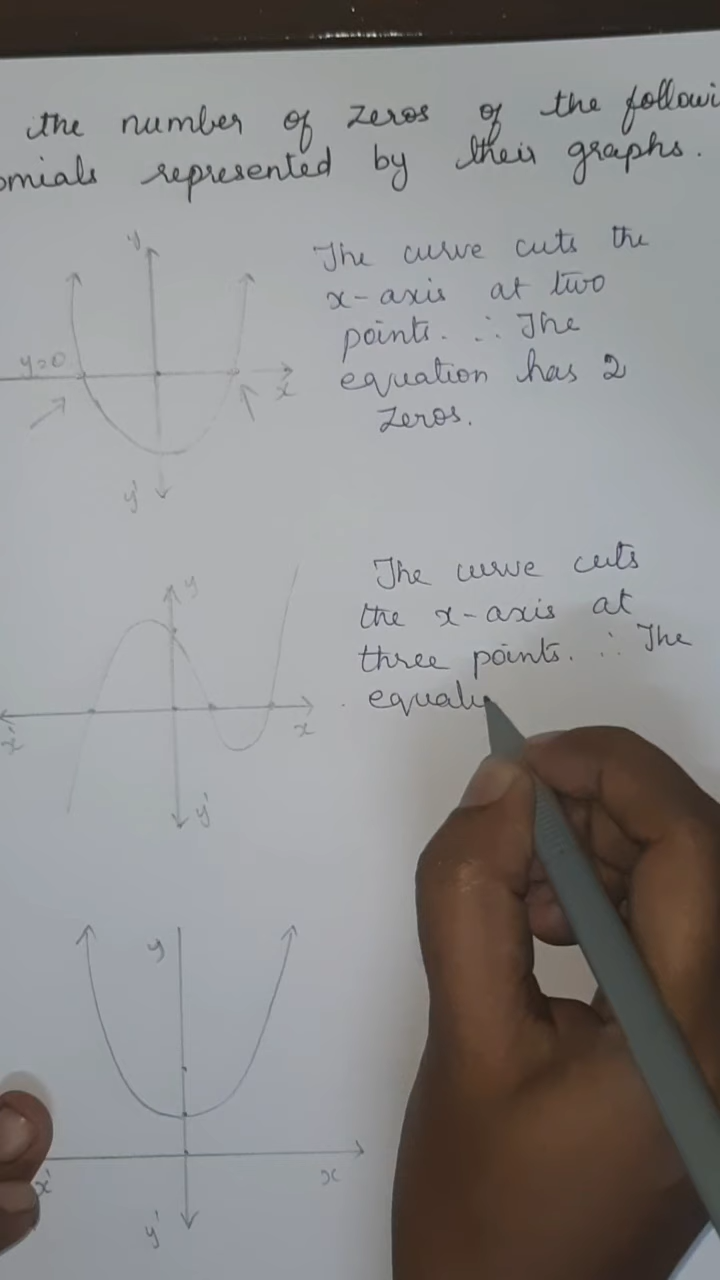 the number of zeros of the followi
omials represented by their graphs.
y
The curve cuts the
x-axis at two
points. ∴ The
y=0
equation has 2
x
zeros.
y'
The curve cuts
y
the x-axis at
three points. ∴ The
equati
x'
x
y'
y
x'
x
y'